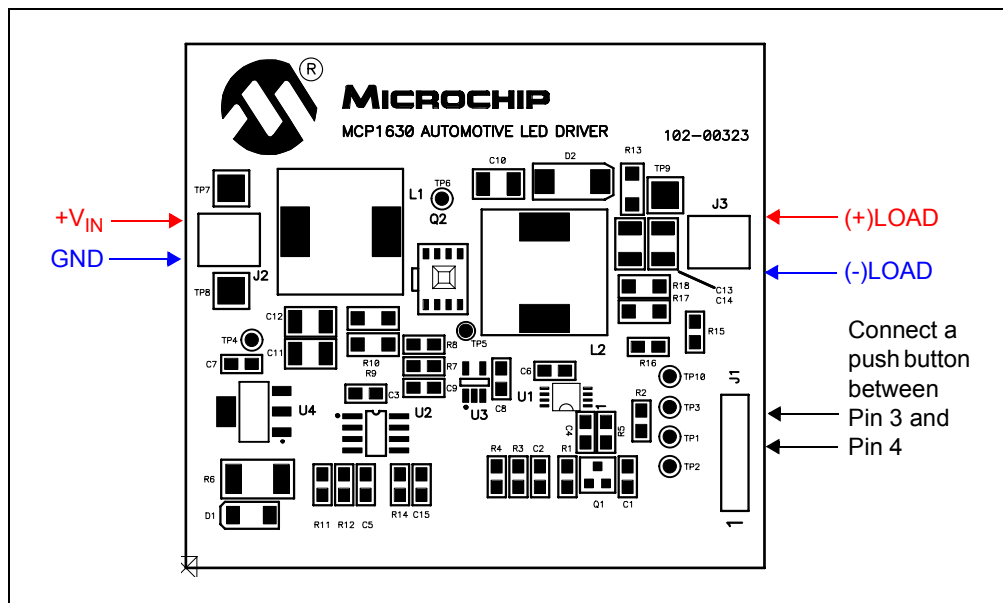 ®
MICROCHIP
MCP1630 AUTOMOTIVE LED DRIVER
102-00323
R13
C10
D2
TP7
TP6
TP9
L1
Q2
J3
+VIN
(+)LOAD
GND
(-)LOAD
J2
TP8
R18
C13
R17
C14
C12
TP4
TP5
R15
C11
R8
L2
R16
Connect a
push button
between
Pin 3 and
Pin 4
C7
R10
R9
R7
C6
TP10
J1
C3
C9
U3
C8
U1
R2
TP3
U4
U2
C4
1
R5
TP1
TP2
R4
R3
C2
R1
R6
Q1
C1
D1
R11
R12
C5
R14
C15
1